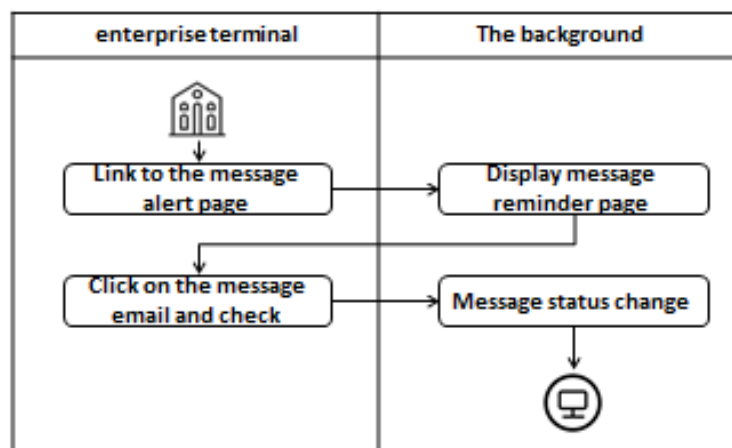 enterprise terminal
The background
Link to the message
alert page
Display message
reminder page
Click on the message
email and check
Message status change